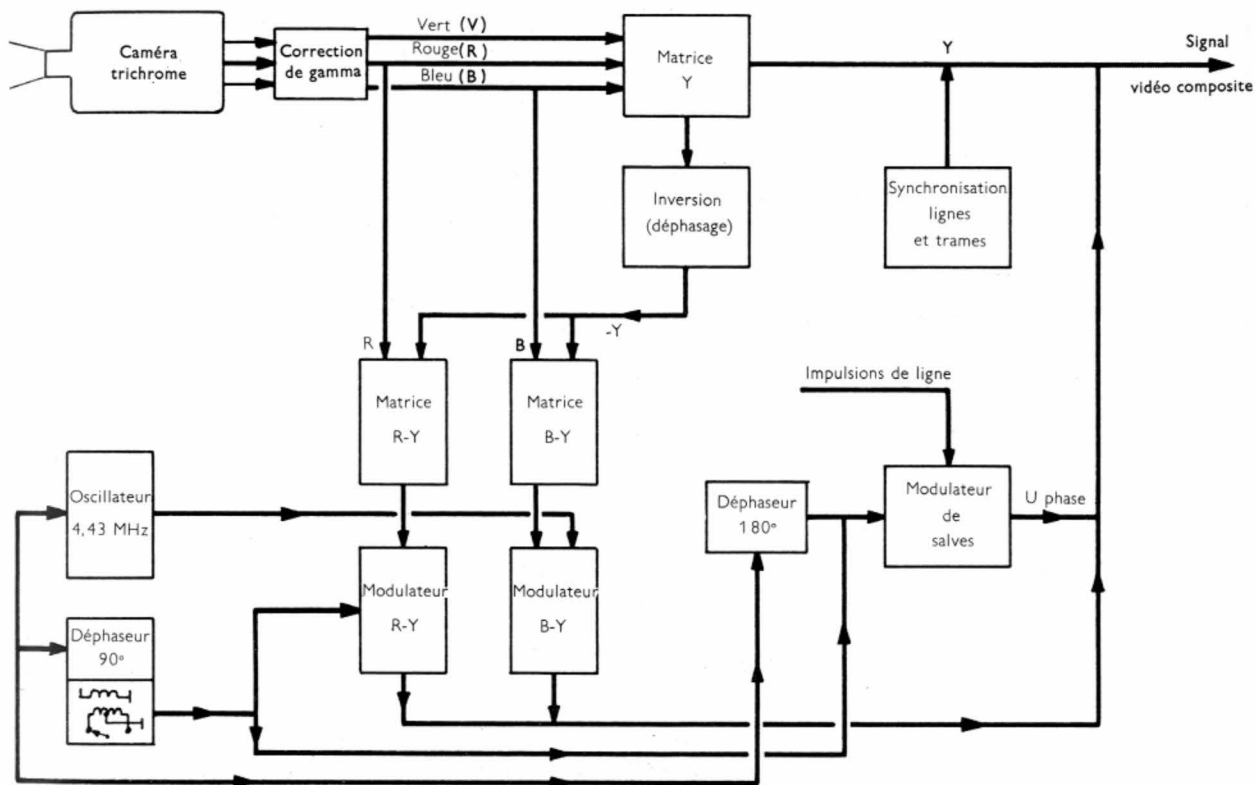 Caméra
trichrome
Correction
de gamma
Vert (V)
Rouge(R)
Bleu (B)
Matrice
Y
Y
Signal
vidéo composite
Inversion
(déphasage)
Synchronisation
lignes
et trames
-Y
R
B
Matrice
R-Y
Matrice
B-Y
Impulsions de ligne
Oscillateur
4,43 MHz
Déphaseur
180°
Modulateur
de
salves
U phase
Modulateur
R-Y
Modulateur
B-Y
Déphaseur
90°